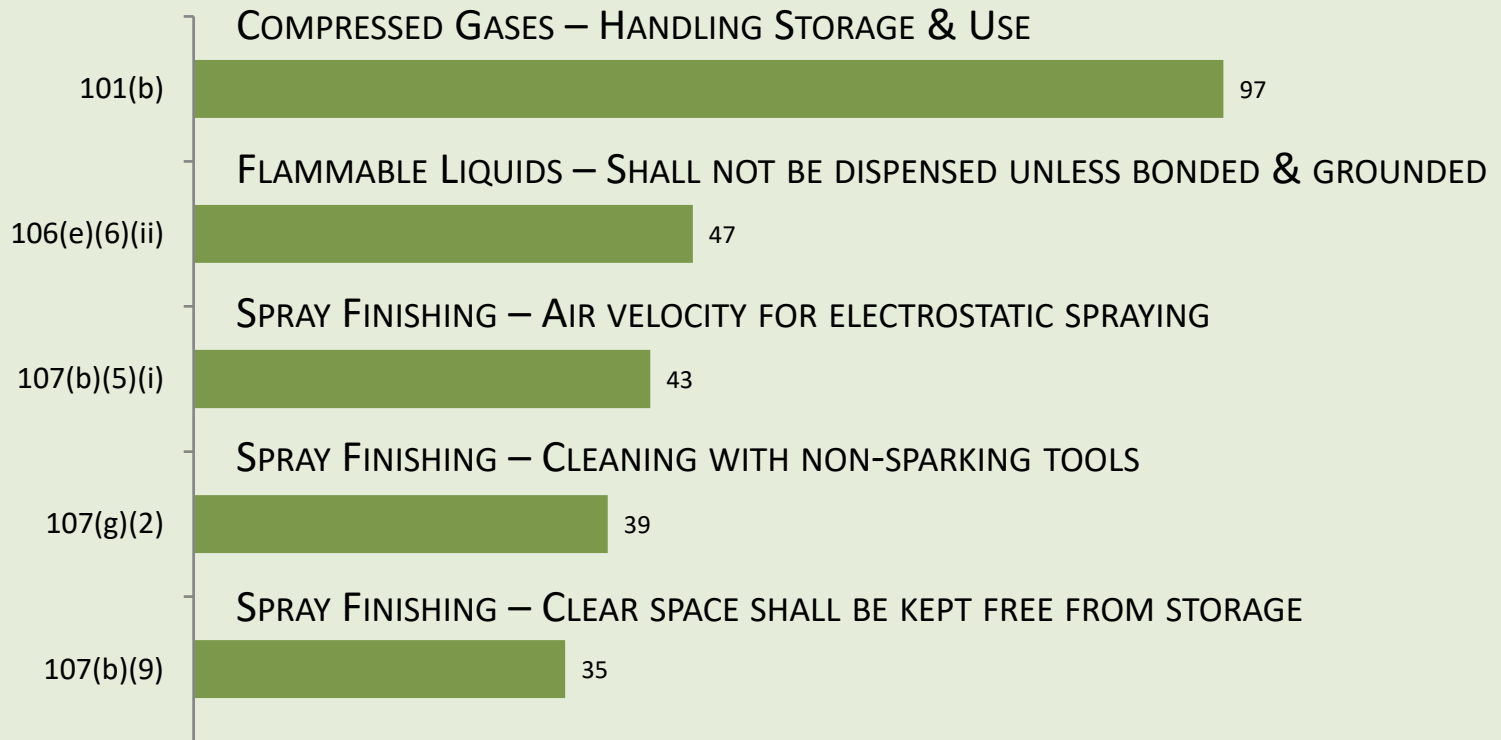 Compressed Gases – Handling Storage & Use
101(b)
97
Flammable Liquids – Shall not be dispensed unless bonded & grounded
106(e)(6)(ii)
47
Spray Finishing – Air velocity for electrostatic spraying
107(b)(5)(i)
43
Spray Finishing – Cleaning with non-sparking tools
107(g)(2)
39
Spray Finishing – Clear space shall be kept free from storage
107(b)(9)
35